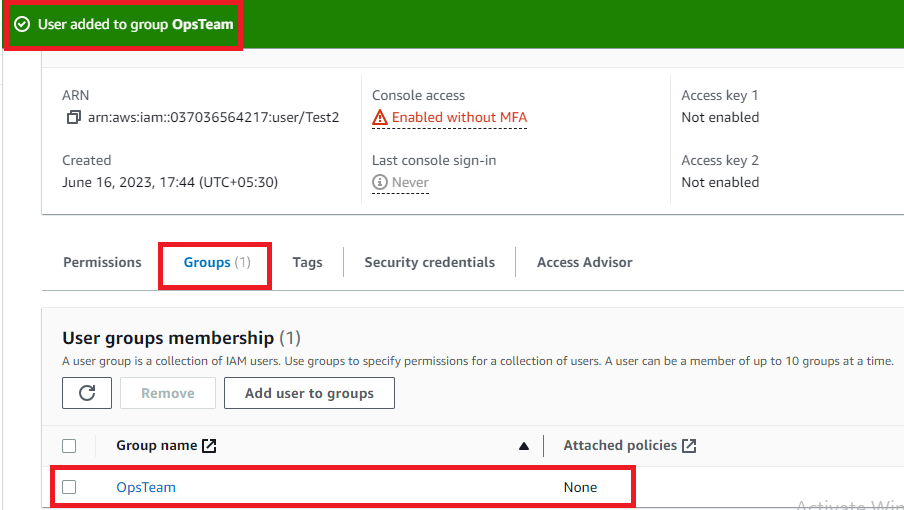 User added to group OpsTeam
ARN
arn:aws:iam::037036564217:user/Test2
Console access
Enabled without MFA
Access key 1
Not enabled
Created
June 16, 2023, 17:44 (UTC+05:30)
Last console sign-in
Never
Access key 2
Not enabled
Permissions
Groups (1)
Tags
Security credentials
Access Advisor
User groups membership (1)
A user group is a collection of IAM users. Use groups to specify permissions for a collection of users. A user can be a member of up to 10 groups at a time.
Remove
Add user to groups
Group name
Attached policies
OpsTeam
None
Activate Win